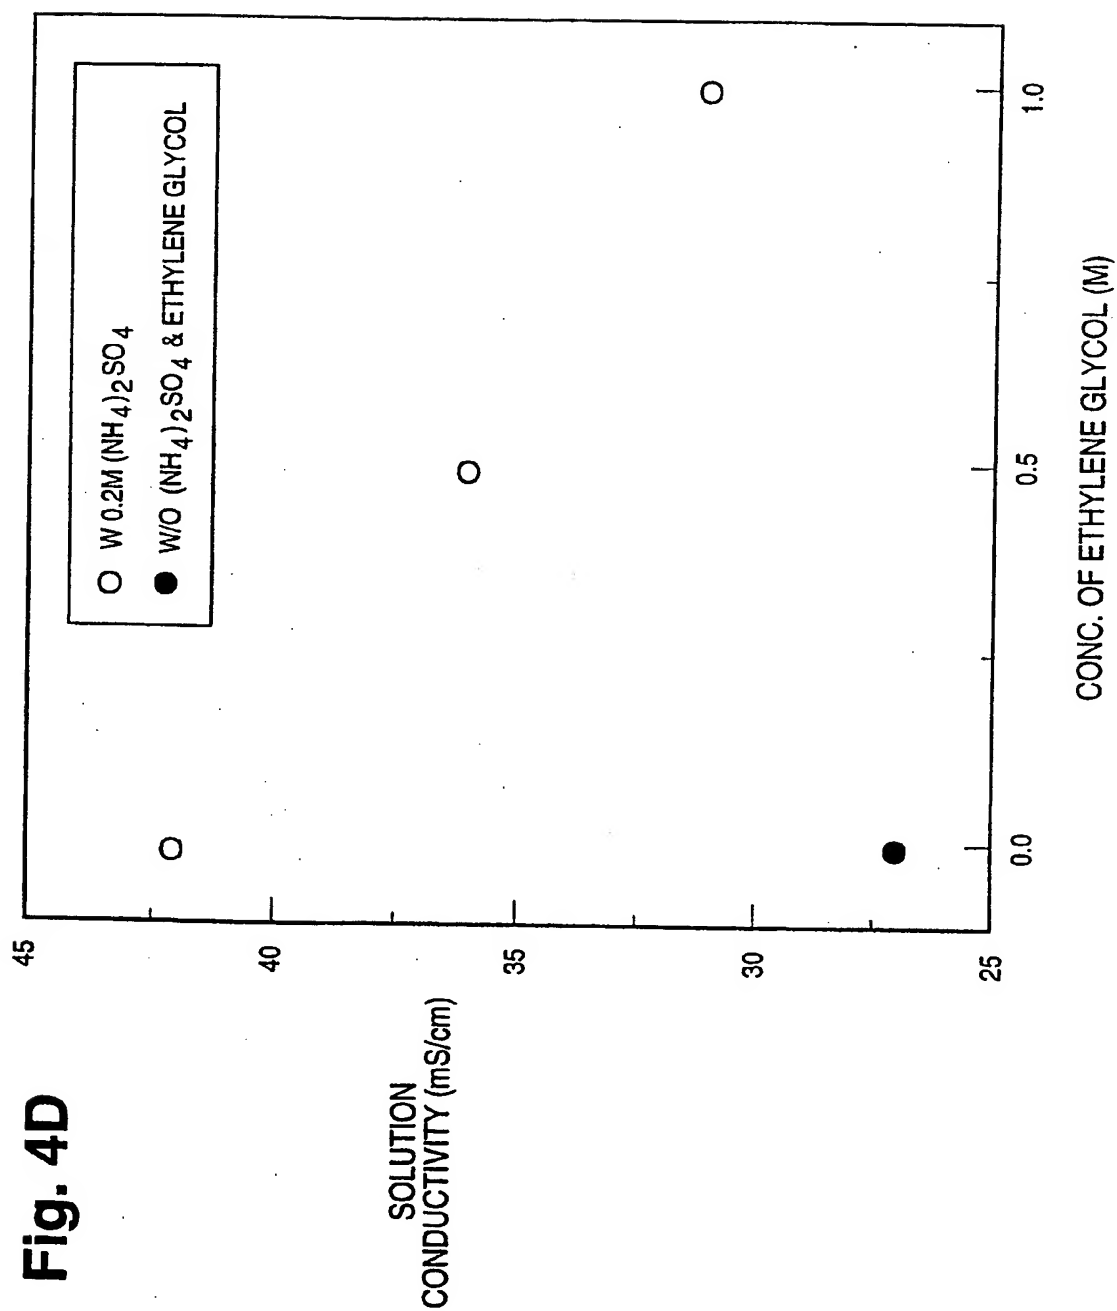 Fig. 4D
SOLUTION
CONDUCTIVITY (mS/cm)
45
40
35
30
25
W 0.2M (NH4)2SO4
W/O (NH4)2SO4 & ETHYLENE GLYCOL
0.0
0.5
1.0
CONC. OF ETHYLENE GLYCOL (M)